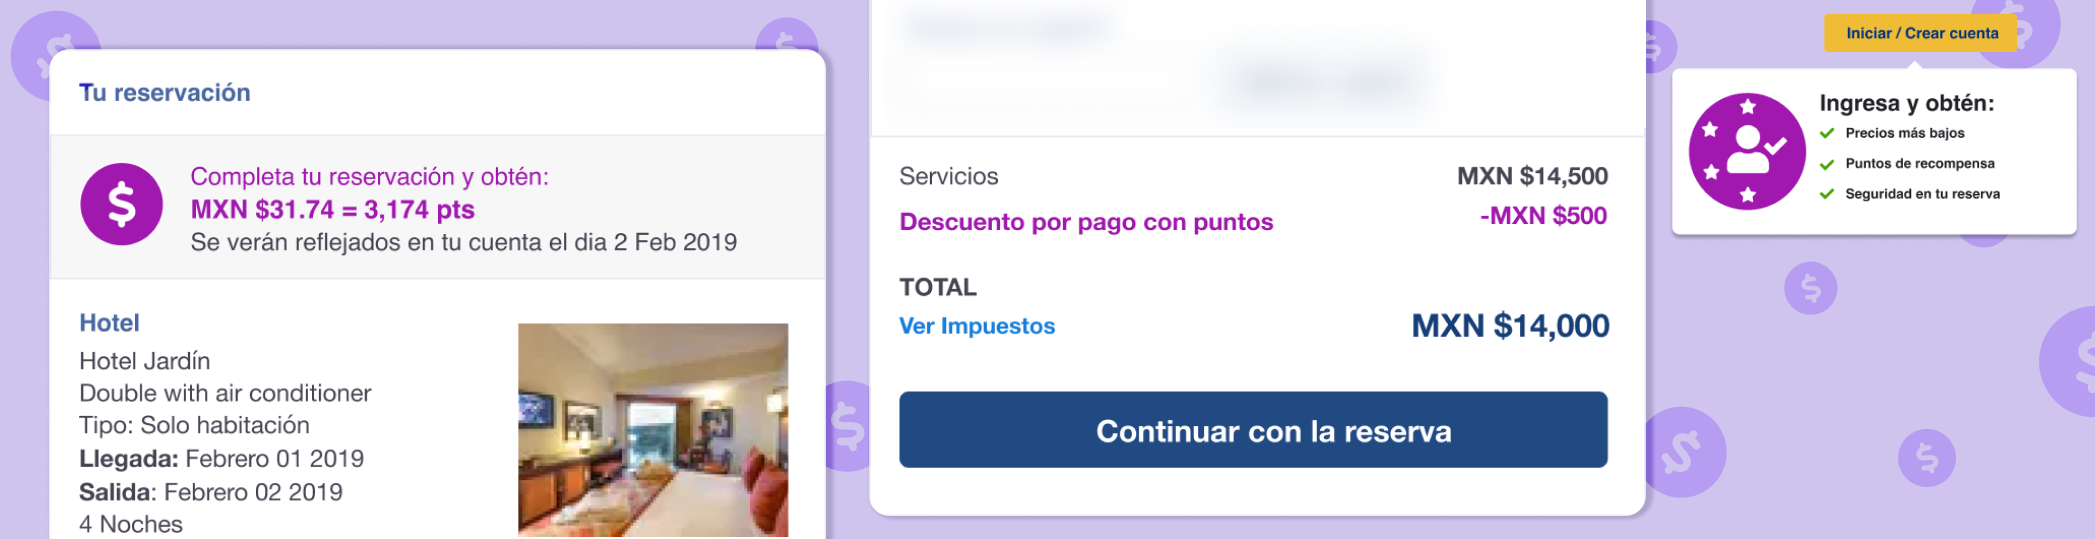 Tu reservación
Completa tu reservación y obtén:
MXN $31.74 = 3,174 pts
Se verán reflejados en tu cuenta el dia 2 Feb 2019
Hotel
Hotel Jardín
Double with air conditioner
Tipo: Solo habitación
Llegada: Febrero 01 2019
Salida: Febrero 02 2019
4 Noches
Servicios MXN $14,500
Descuento por pago con puntos -MXN $500
TOTAL
Ver Impuestos MXN $14,000
Continuar con la reserva
Iniciar / Crear cuenta
Ingresa y obtén:
Precios más bajos
Puntos de recompensa
Seguridad en tu reserva